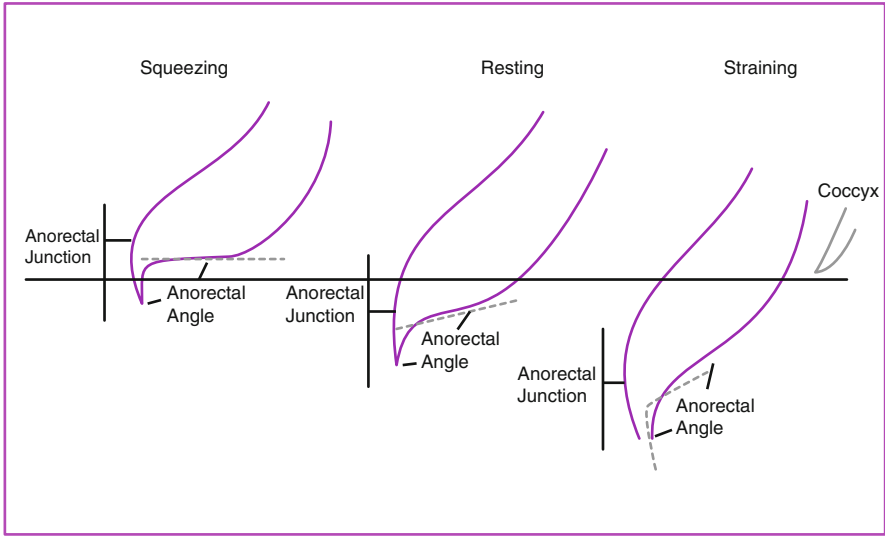 Squeezing
Resting
Straining
Coccyx
Anorectal
Junction
Anorectal
Angle
Anorectal
Junction
Anorectal
Angle
Anorectal
Junction
Anorectal
Angle